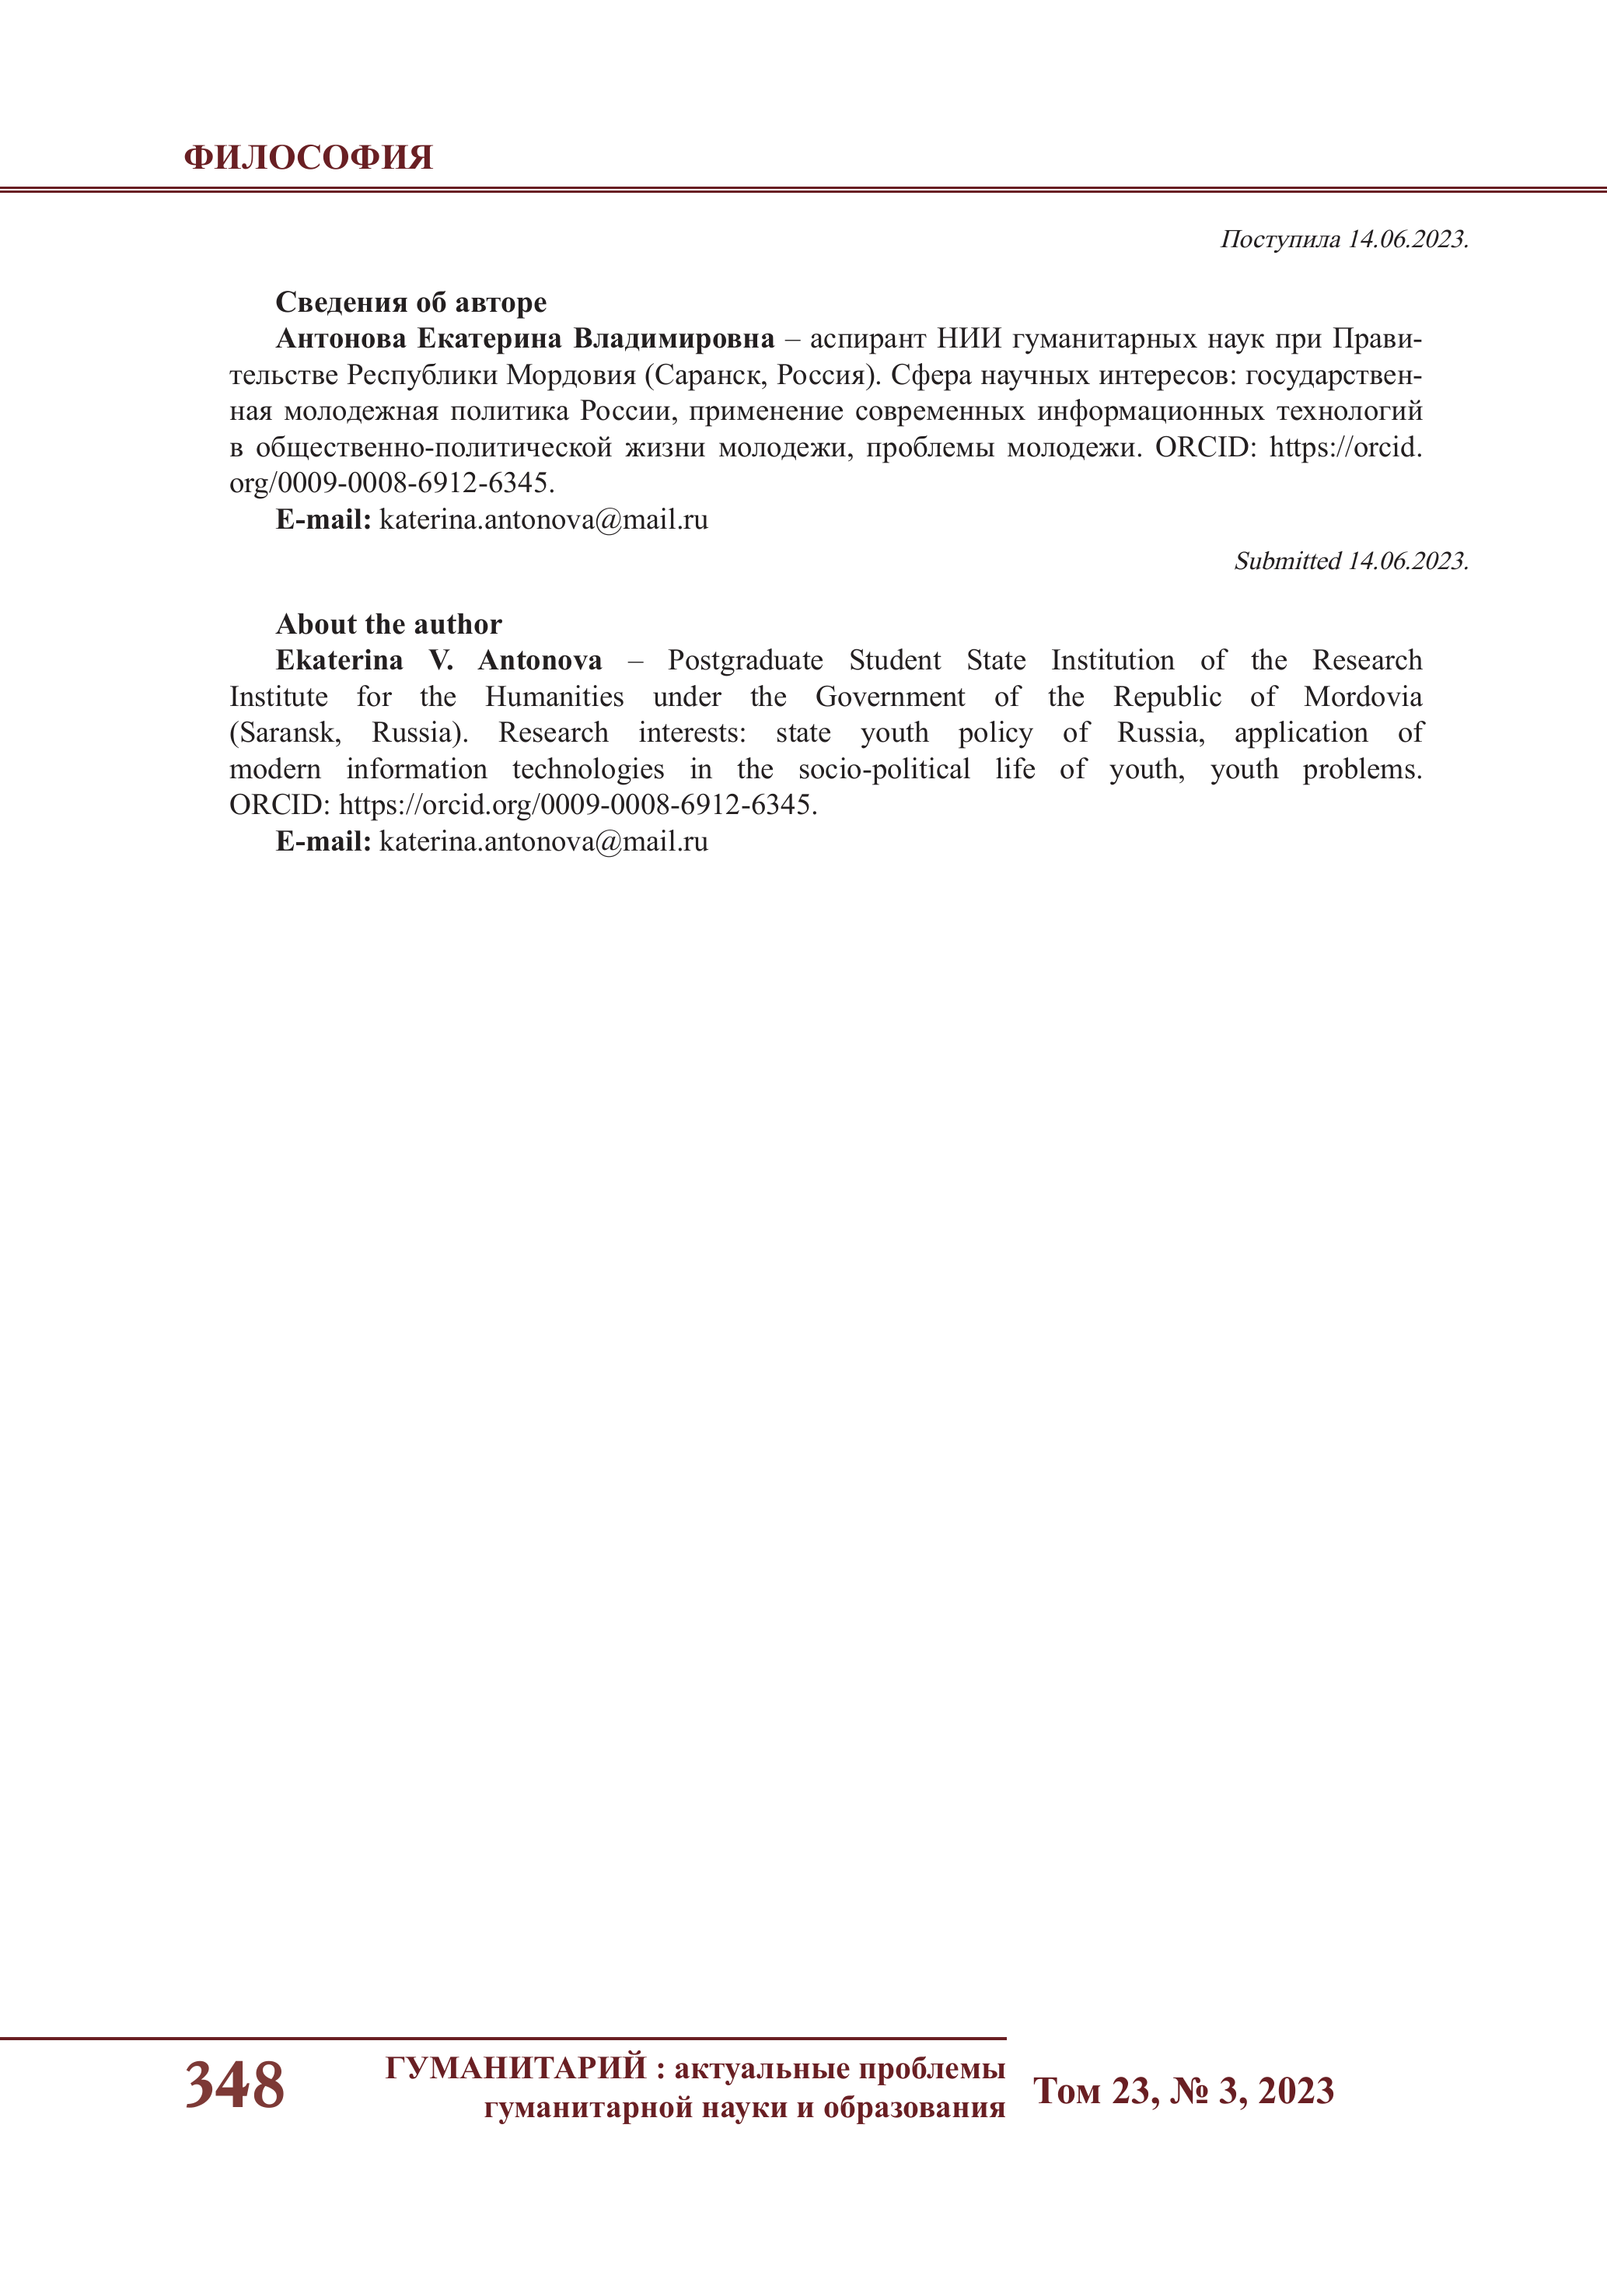 ФИЛОСОФИЯ
Поступила 14.06.2023.
Сведения об авторе
Антонова Екатерина Владимировна – аспирант НИИ гуманитарных наук при Прави-
тельстве Республики Мордовия (Саранск, Россия). Сфера научных интересов: государствен-
ная молодежная политика России, применение современных информационных технологий
в общественно-политической жизни молодежи, проблемы молодежи. ORCID: https://orcid.
org/0009-0008-6912-6345.
E-mail: katerina.antonova@mail.ru
Submitted 14.06.2023.
About the author
Ekaterina V. Antonova – Postgraduate Student State Institution of the Research
Institute for the Humanities under the Government of the Republic of Mordovia
(Saransk, Russia). Research interests: state youth policy of Russia, application of
modern information technologies in the socio-political life of youth, youth problems.
ORCID: https://orcid.org/0009-0008-6912-6345.
E-mail: katerina.antonova@mail.ru
348
ГУМАНИТАРИЙ : актуальные проблемы
гуманитарной науки и образования
Том 23, № 3, 2023